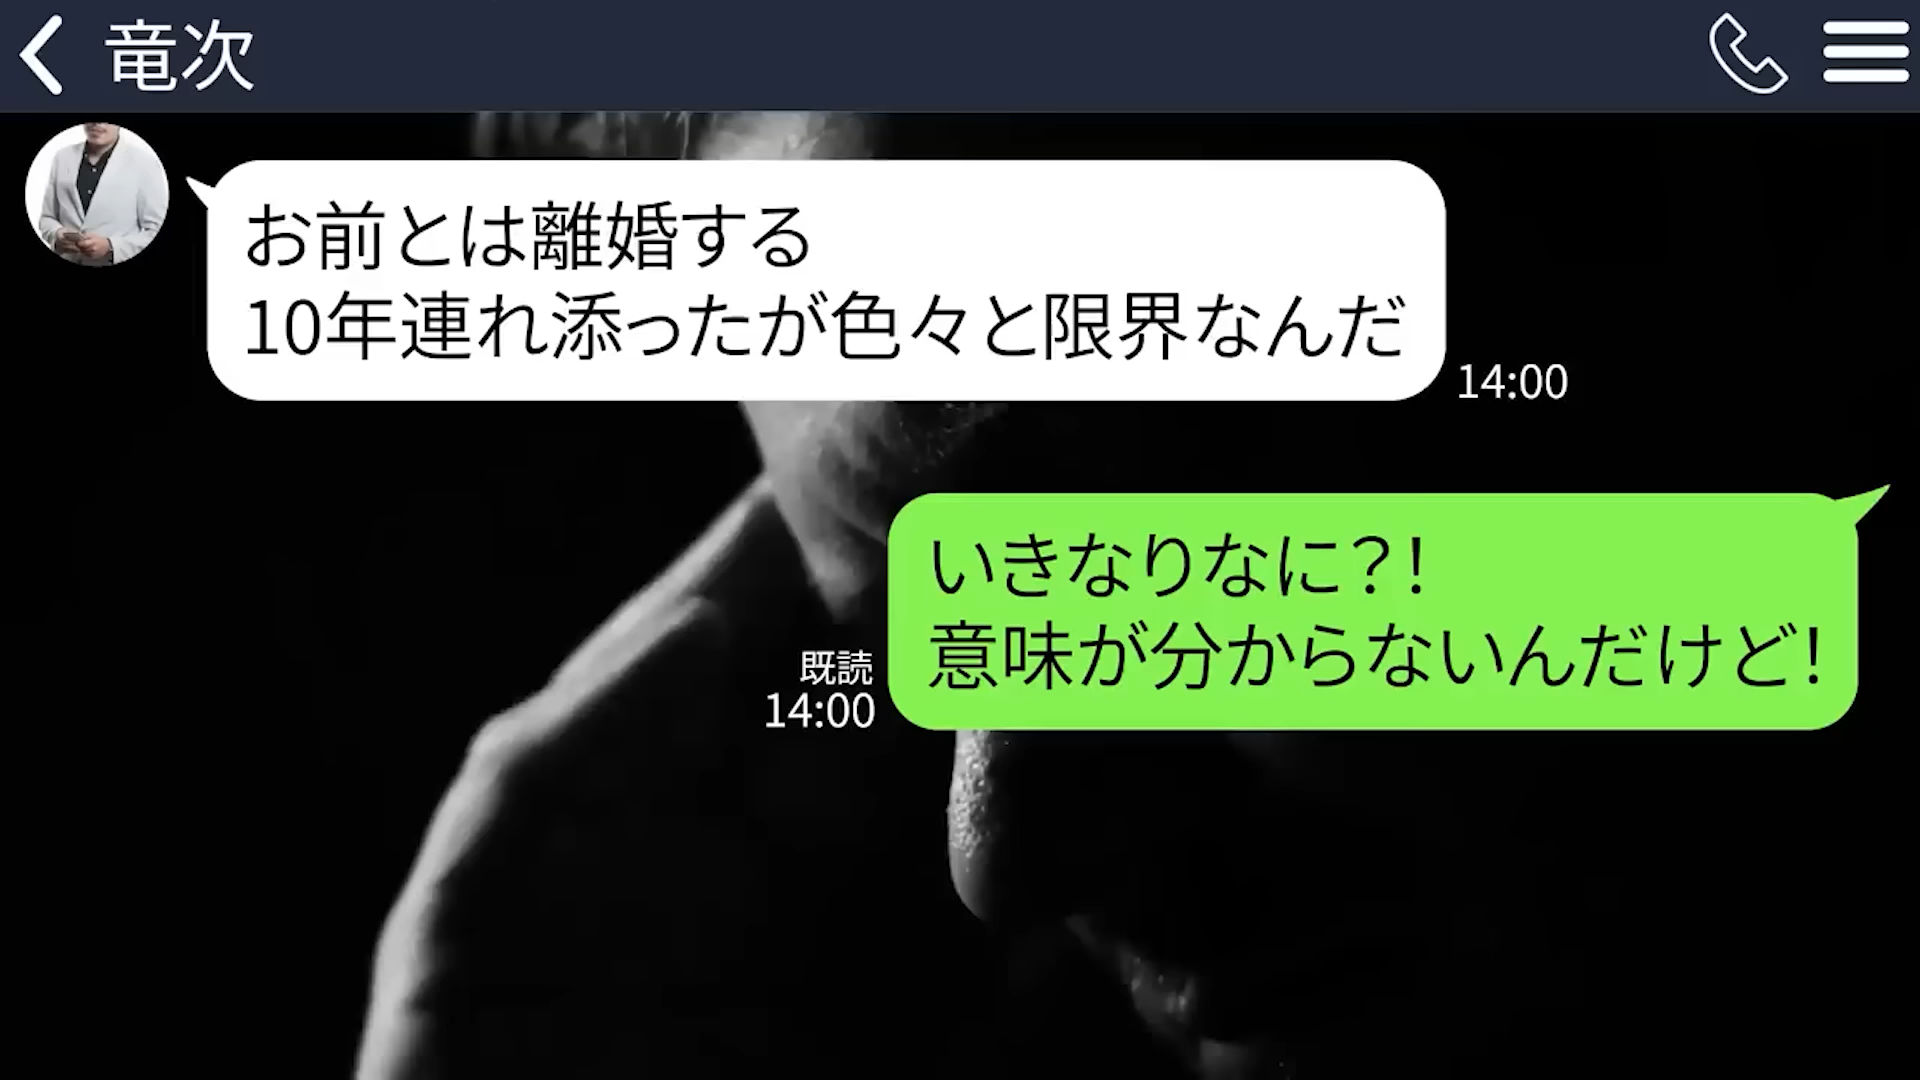 竜次
お前とは離婚する
10年連れ添ったが色々と限界なんだ
14:00
いきなりなに?!
意味が分からないんだけど!
既読
14:00